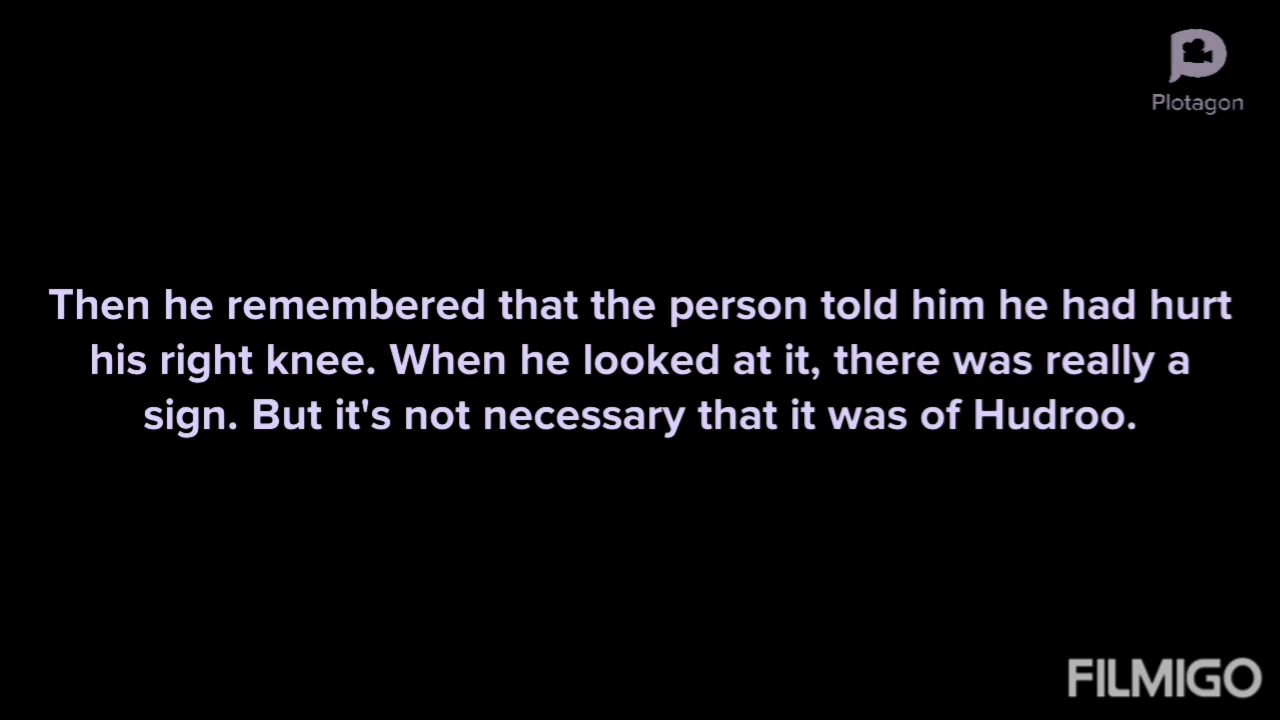 Plotagon
Then he remembered that the person told him he had hurt
his right knee. When he looked at it, there was really a
sign. But it's not necessary that it was of Hudroo.
FILMIGO